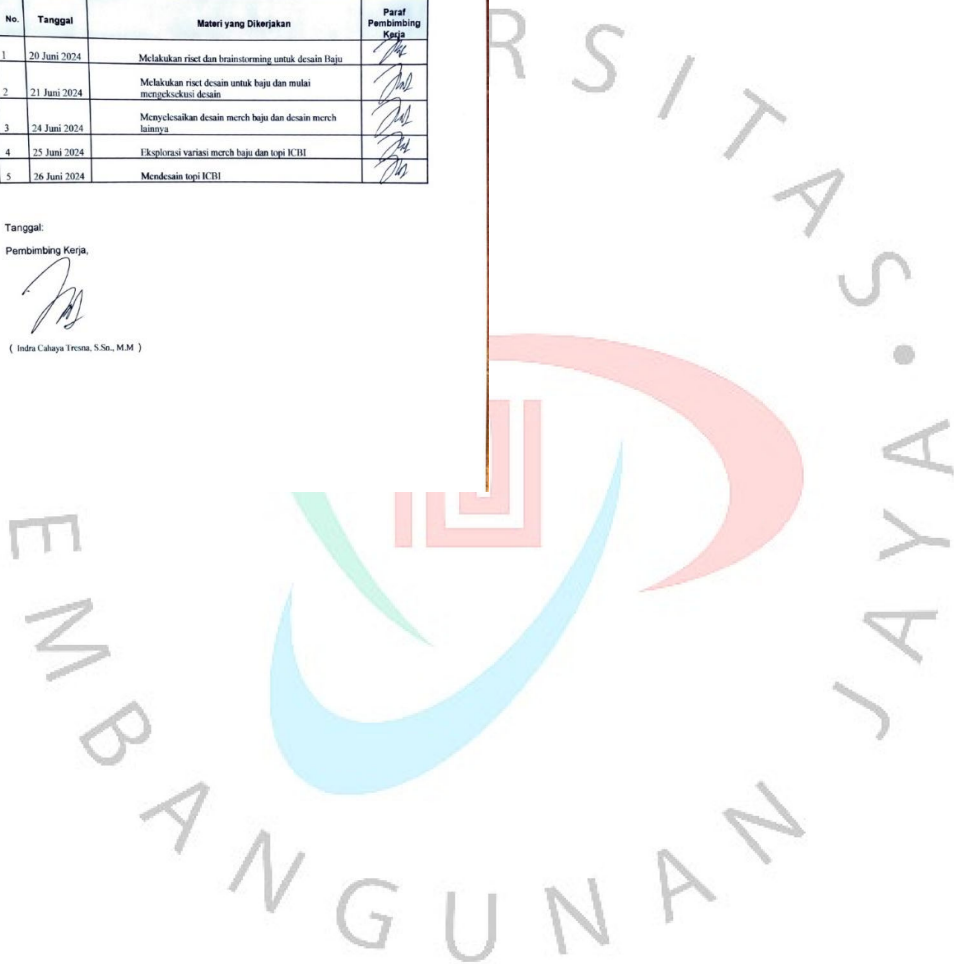 No. Tanggal Materi yang Dikerjakan Paraf Pembimbing Kerja
1 20 Juni 2024 Melakukan riset dan brainstorming untuk desain Baju
2 21 Juni 2024 Melakukan riset desain untuk baju dan mulai
mengeksekusi desain
3 24 Juni 2024 Menyelesaikan desain merch baju dan desain merch
lainnya
4 25 Juni 2024 Eksplorasi variasi merch baju dan topi ICBI
5 26 Juni 2024 Mendesain topi ICBI
Tanggal:
Pembimbing Kerja,
( Indra Cahaya Tresna, S.Sn., M.M )
RSITAS • 
EMBANGUNAN JAYA